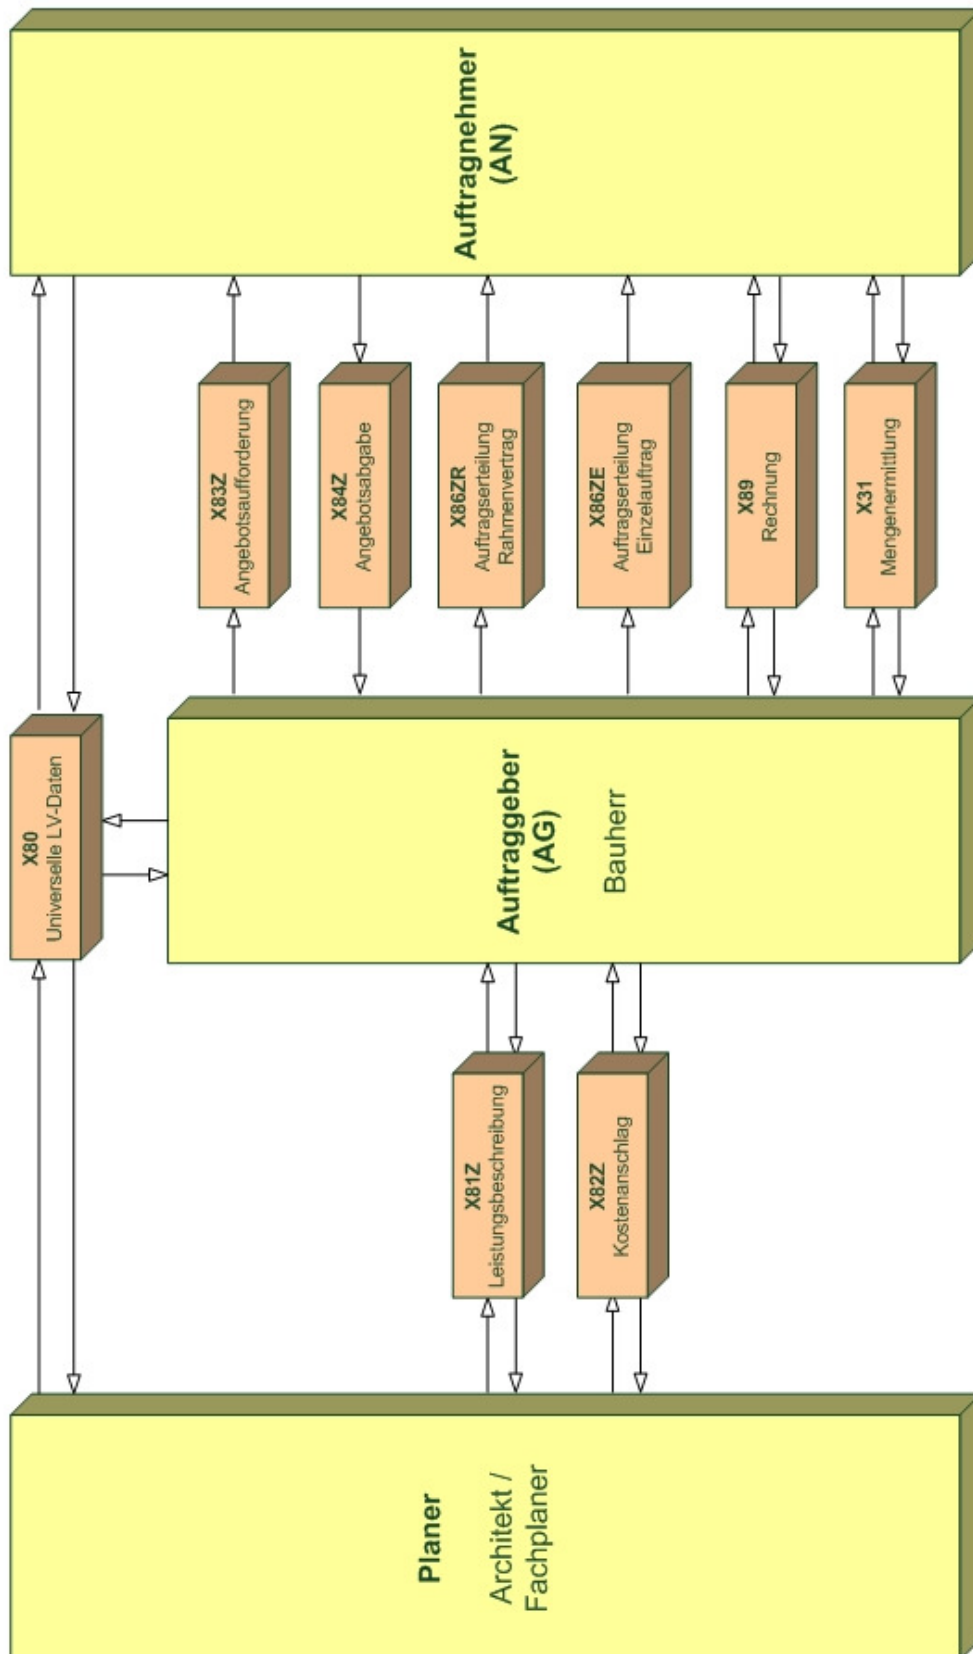 Planer
Architekt /
Fachplaner
X80
Universelle LV-Daten
X81Z
Leistungsbeschreibung
X82Z
Kostenanschlag
Auftraggeber
(AG)
Bauherr
X83Z
Angebotsaufforderung
X84Z
Angebotsabgabe
X86ZR
Auftragserteilung
Rahmenvertrag
X86ZE
Auftragserteilung
Einzelauftrag
X89
Rechnung
X31
Mengenermittlung
Auftragnehmer
(AN)